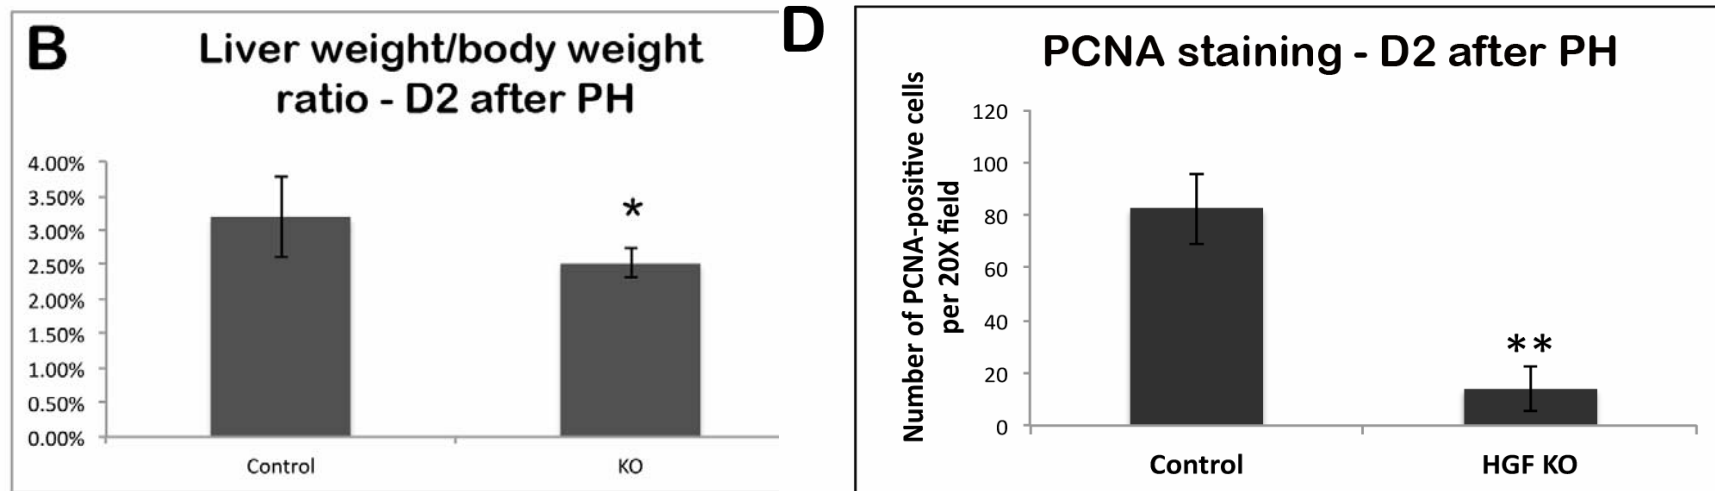 B
Liver weight/body weight
ratio - D2 after PH
4.00%
3.50%
3.00%
2.50%
2.00%
1.50%
1.00%
0.50%
0.00%
*
Control
KO
D
PCNA staining - D2 after PH
Number of PCNA-positive cells
per 20X field
120
100
80
60
40
20
0
**
Control
HGF KO